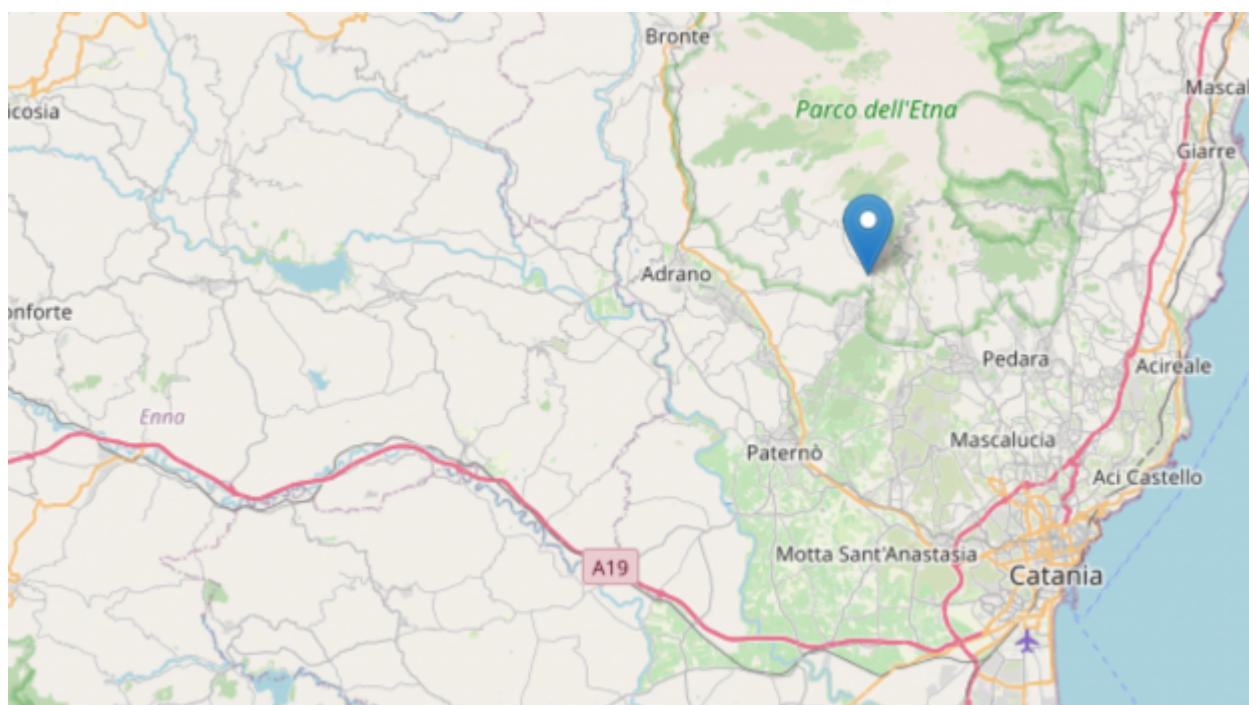 Bronte
Parco dell'Etna
Mascal
icosia
Giarre
Adrano
onforte
Pedara
Acireale
Enna
Mascalucia
Paternò
Aci Castello
Motta Sant'Anastasia
A19
Catania